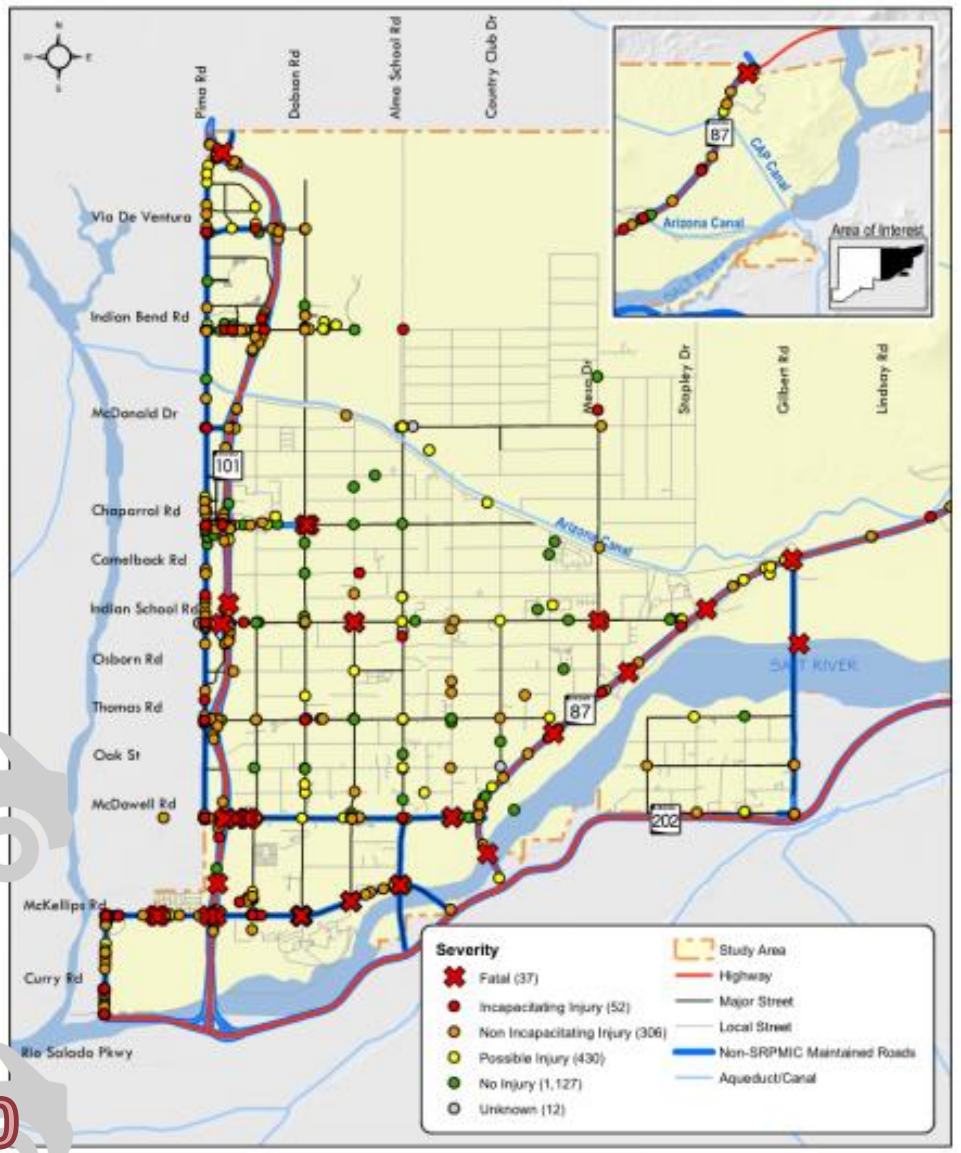 N
E
S
Pima Rd
Dobson Rd
Alma School Rd
Country Club Dr
87
CAP Canal
Arizona Canal
SALT RIVER
Area of Interest
Via De Ventura
Indian Bend Rd
Mesa Dr
Stapley Dr
Gilbert Rd
Lindsay Rd
McDonald Dr
101
Chaparral Rd
Arizona Canal
Camelback Rd
Indian School Rd
Osborn Rd
SALT RIVER
Thomas Rd
87
Oak St
McDowell Rd
202
McKellips Rd
Curry Rd
Rio Salado Pkwy
Severity
Fatal (37)
Incapacitating Injury (52)
Non Incapacitating Injury (306)
Possible Injury (430)
No Injury (1,127)
Unknown (12)
Study Area
Highway
Major Street
Local Street
Non-SRPMIC Maintained Roads
Aqueduct/Canal